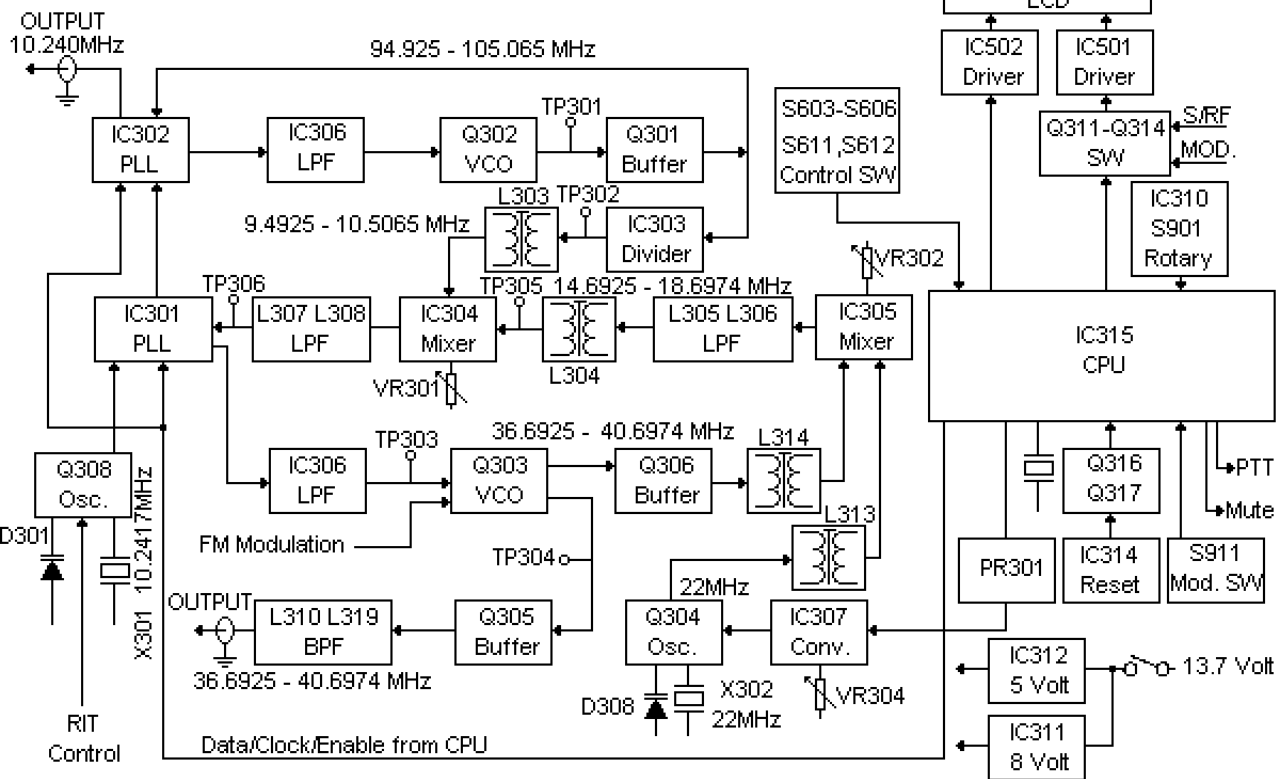 LCD
OUTPUT
10.240MHz
94.925 - 105.065 MHz
IC502
Driver
IC501
Driver
TP301
S603-S606
S611,S612
Control SW
IC302
PLL
IC306
LPF
Q302
VCO
Q301
Buffer
Q311-Q314
SW
S/RF
MOD.
L303
TP302
9.4925 - 10.5065 MHz
IC303
Divider
IC310
S901
Rotary
VR302
TP306
TP305
14.6925 - 18.6974 MHz
IC301
PLL
L307 L308
LPF
IC304
Mixer
L305 L306
LPF
IC305
Mixer
IC315
CPU
VR301
L304
TP303
36.6925 - 40.6974 MHz
L314
Q308
Osc.
IC306
LPF
Q303
VCO
Q306
Buffer
Q316
Q317
PTT
Mute
D301
X301 10.2417MHz
FM Modulation
L313
TP304
PR301
IC314
Reset
S911
Mod. SW
22MHz
OUTPUT
L310 L319
BPF
Q305
Buffer
Q304
Osc.
IC307
Conv.
36.6925 - 40.6974 MHz
IC312
5 Volt
13.7 Volt
D308
X302
22MHz
VR304
RIT
Control
Data/Clock/Enable from CPU
IC311
8 Volt